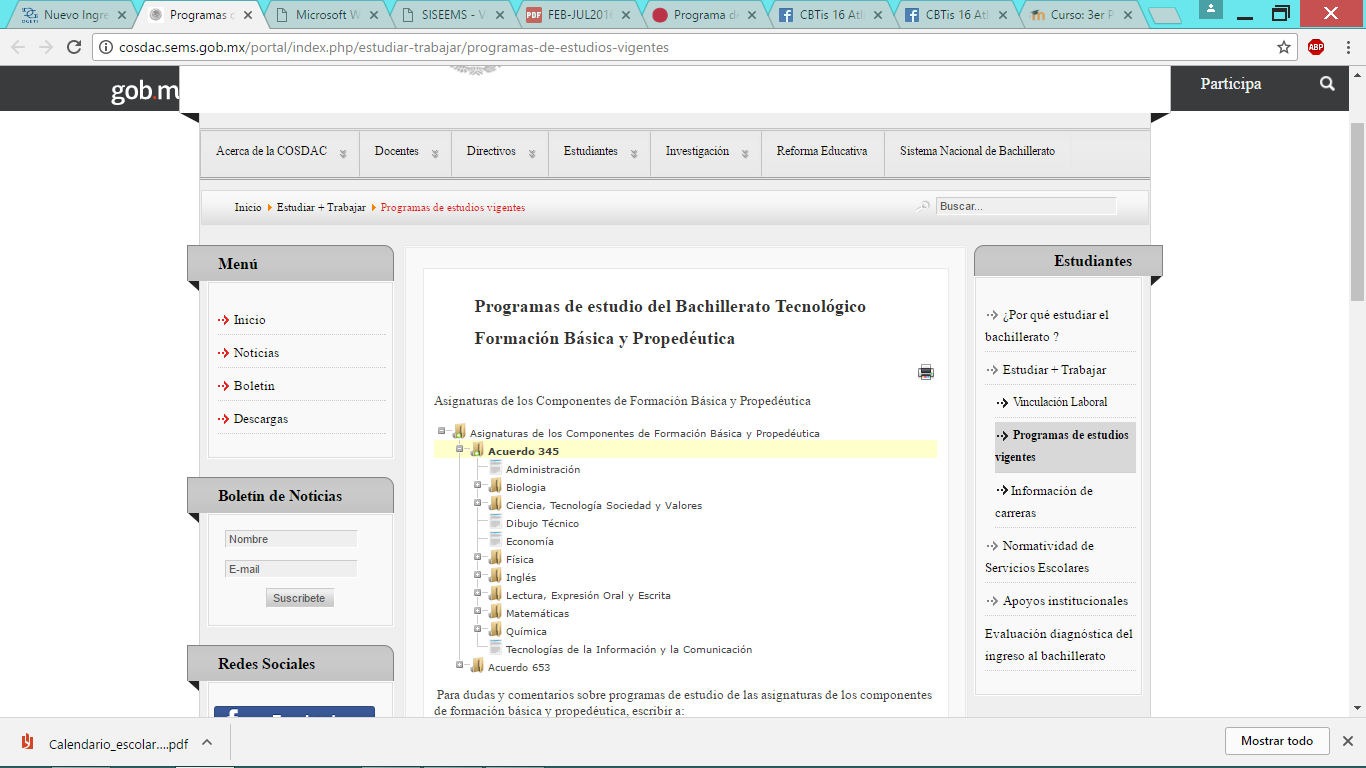 Nuevo Ingre
Programas d
Microsoft W
SISEEMS - V
PDF
FEB-JUL201
Programa d
CBTis 16 Atl
CBTis 16 Atl
Curso: 3er P
cosdac.sems.gob.mx/portal/index.php/estudiar-trabajar/programas-de-estudios-vigentes
ABP
gob.m
Participa
Acerca de la COSDAC
Docentes
Directivos
Estudiantes
Investigación
Reforma Educativa
Sistema Nacional de Bachillerato
Inicio
Estudiar + Trabajar
Programas de estudios vigentes
Buscar...
Menú
Inicio
Noticias
Boletín
Descargas
Boletín de Noticias
Nombre
E-mail
Suscribete
Redes Sociales
Programas de estudio del Bachillerato Tecnológico
Formación Básica y Propedéutica
Asignaturas de los Componentes de Formación Básica y Propedéutica
Asignaturas de los Componentes de Formación Básica y Propedéutica
Acuerdo 345
Administración
Biologia
Ciencia, Tecnología Sociedad y Valores
Dibujo Técnico
Economía
Física
Inglés
Lectura, Expresión Oral y Escrita
Matemáticas
Química
Tecnologías de la Información y la Comunicación
Acuerdo 653
Para dudas y comentarios sobre programas de estudio de las asignaturas de los componentes
de formación básica y propedéutica, escribir a:
Estudiantes
¿Por qué estudiar el
bachillerato ?
Estudiar + Trabajar
Vinculación Laboral
Programas de estudios
vigentes
Información de
carreras
Normatividad de
Servicios Escolares
Apoyos institucionales
Evaluación diagnóstica del
ingreso al bachillerato
Calendario_escolar....pdf
Mostrar todo